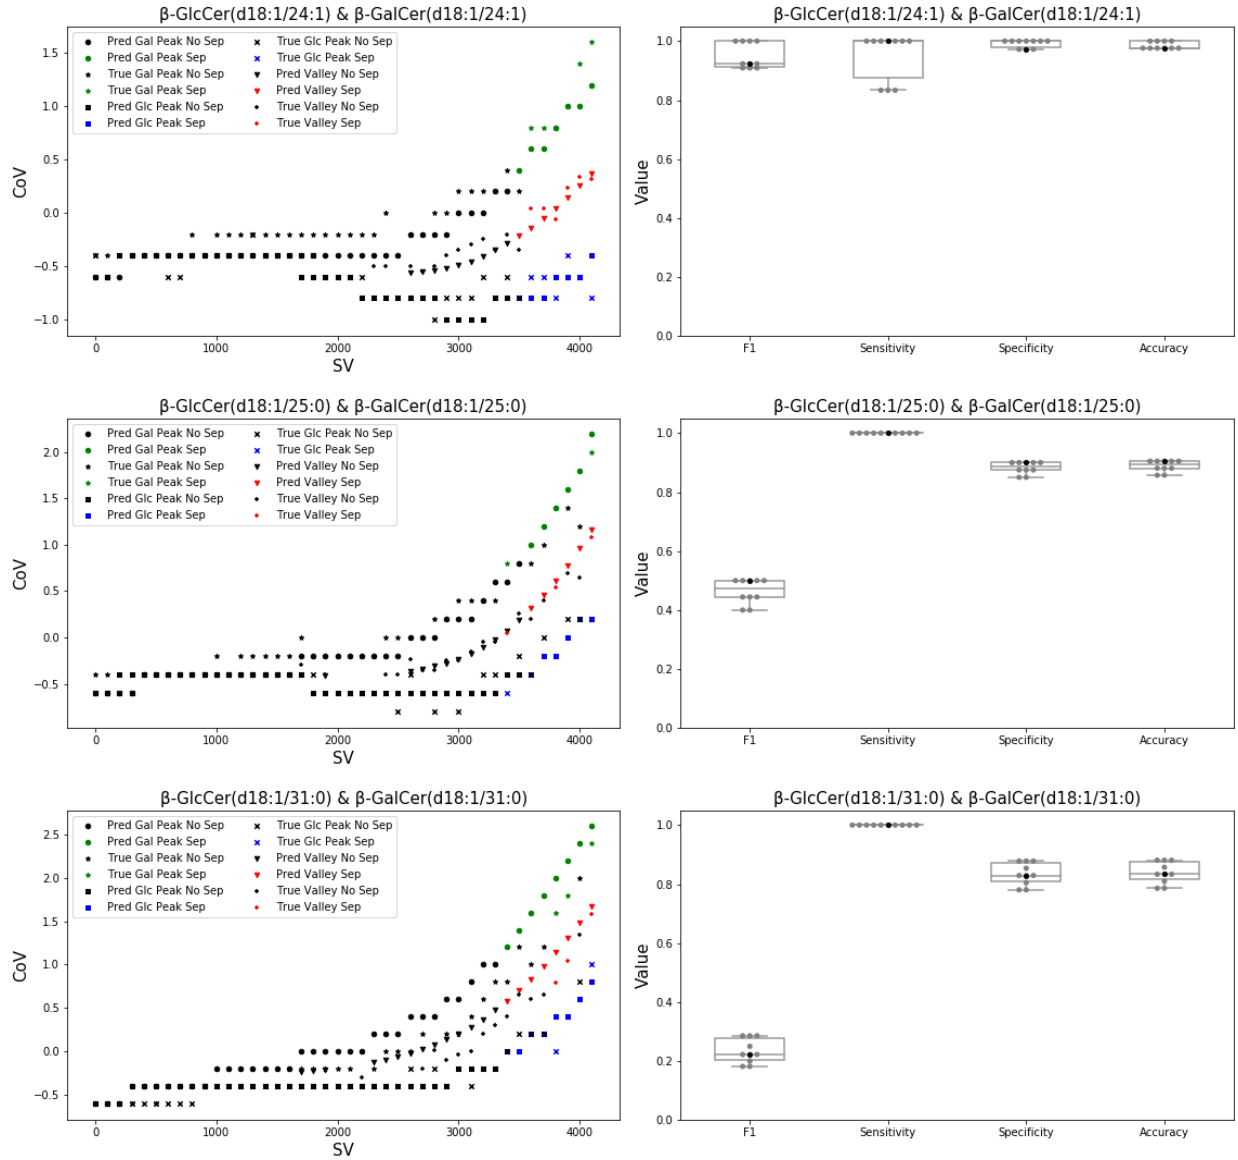 β-GlcCer(d18:1/24:1) & β-GalCer(d18:1/24:1)
CoV
1.5
1.0
0.5
0.0
−0.5
−1.0
Pred Gal Peak No Sep
Pred Gal Peak Sep
True Gal Peak No Sep
True Gal Peak Sep
Pred Glc Peak No Sep
Pred Glc Peak Sep
True Glc Peak No Sep
True Glc Peak Sep
Pred Valley No Sep
Pred Valley Sep
True Valley No Sep
True Valley Sep
0 1000 2000 3000 4000
SV
β-GlcCer(d18:1/24:1) & β-GalCer(d18:1/24:1)
Value
1.0
0.8
0.6
0.4
0.2
0.0
F1 Sensitivity Specificity Accuracy
β-GlcCer(d18:1/25:0) & β-GalCer(d18:1/25:0)
CoV
2.0
1.5
1.0
0.5
0.0
−0.5
Pred Gal Peak No Sep
Pred Gal Peak Sep
True Gal Peak No Sep
True Gal Peak Sep
Pred Glc Peak No Sep
Pred Glc Peak Sep
True Glc Peak No Sep
True Glc Peak Sep
Pred Valley No Sep
Pred Valley Sep
True Valley No Sep
True Valley Sep
0 1000 2000 3000 4000
SV
β-GlcCer(d18:1/25:0) & β-GalCer(d18:1/25:0)
Value
1.0
0.8
0.6
0.4
0.2
0.0
F1 Sensitivity Specificity Accuracy
β-GlcCer(d18:1/31:0) & β-GalCer(d18:1/31:0)
CoV
2.5
2.0
1.5
1.0
0.5
0.0
−0.5
Pred Gal Peak No Sep
Pred Gal Peak Sep
True Gal Peak No Sep
True Gal Peak Sep
Pred Glc Peak No Sep
Pred Glc Peak Sep
True Glc Peak No Sep
True Glc Peak Sep
Pred Valley No Sep
Pred Valley Sep
True Valley No Sep
True Valley Sep
0 1000 2000 3000 4000
SV
β-GlcCer(d18:1/31:0) & β-GalCer(d18:1/31:0)
Value
1.0
0.8
0.6
0.4
0.2
0.0
F1 Sensitivity Specificity Accuracy